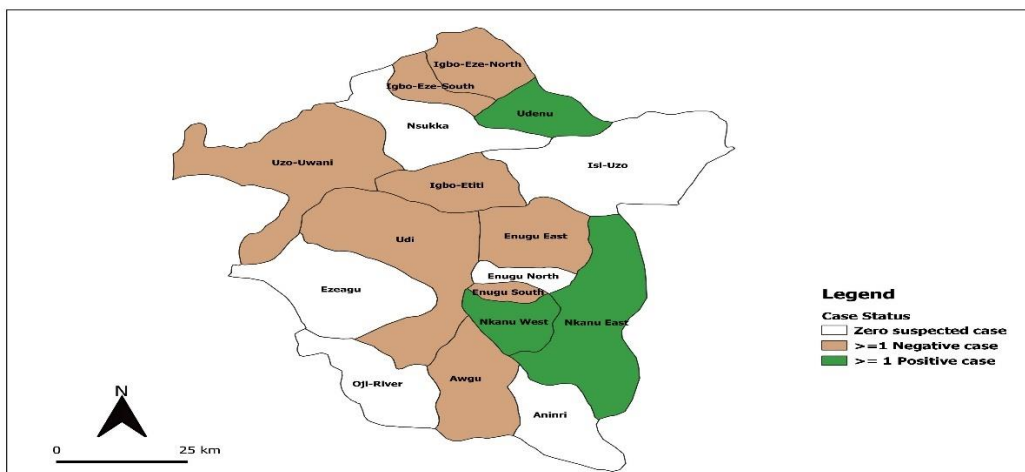 Igbo-Eze-North
Igbo-Eze-South
Udenu
Nsukka
Uzo-Uwani
Isl-Uzo
Igbo-Etiti
Udi
Enugu East
Enugu North
Ezeagu
Enugu South
Nkanu West
Nkanu East
Oji-River
Awgu
Aninri
Legend
Case Status
Zero suspected case
>=1 Negative case
>= 1 Positive case
N
0 25 km